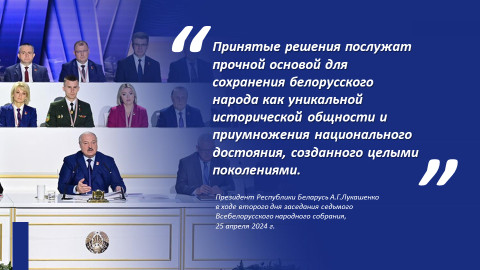 “
Принятые решения послужат
прочной основой для
сохранения белорусского
народа как уникальной
исторической общности и
приумножения национального
достояния, созданного целыми
поколениями.
”
Президент Республики Беларусь А.Г.Лукашенко
в ходе второго дня заседания седьмого
Всебелорусского народного собрания,
25 апреля 2024 г.